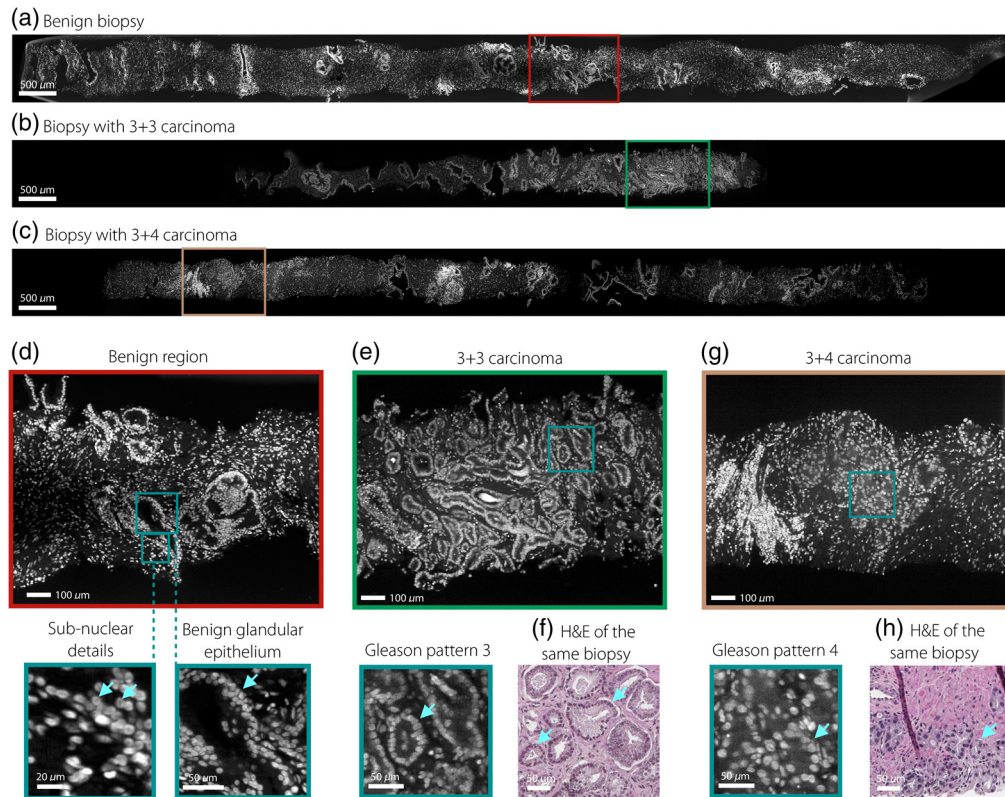 (a) Benign biopsy
500 µm
(b) Biopsy with 3+3 carcinoma
500 µm
(c) Biopsy with 3+4 carcinoma
500 µm
(d) Benign region
100 µm
(e) 3+3 carcinoma
100 µm
(g) 3+4 carcinoma
100 µm
Sub-nuclear
details
20 µm
Benign glandular
epithelium
50 µm
Gleason pattern 3
50 µm
(f) H&E of the
same biopsy
50 µm
Gleason pattern 4
50 µm
(h) H&E of the
same biopsy
50 µm